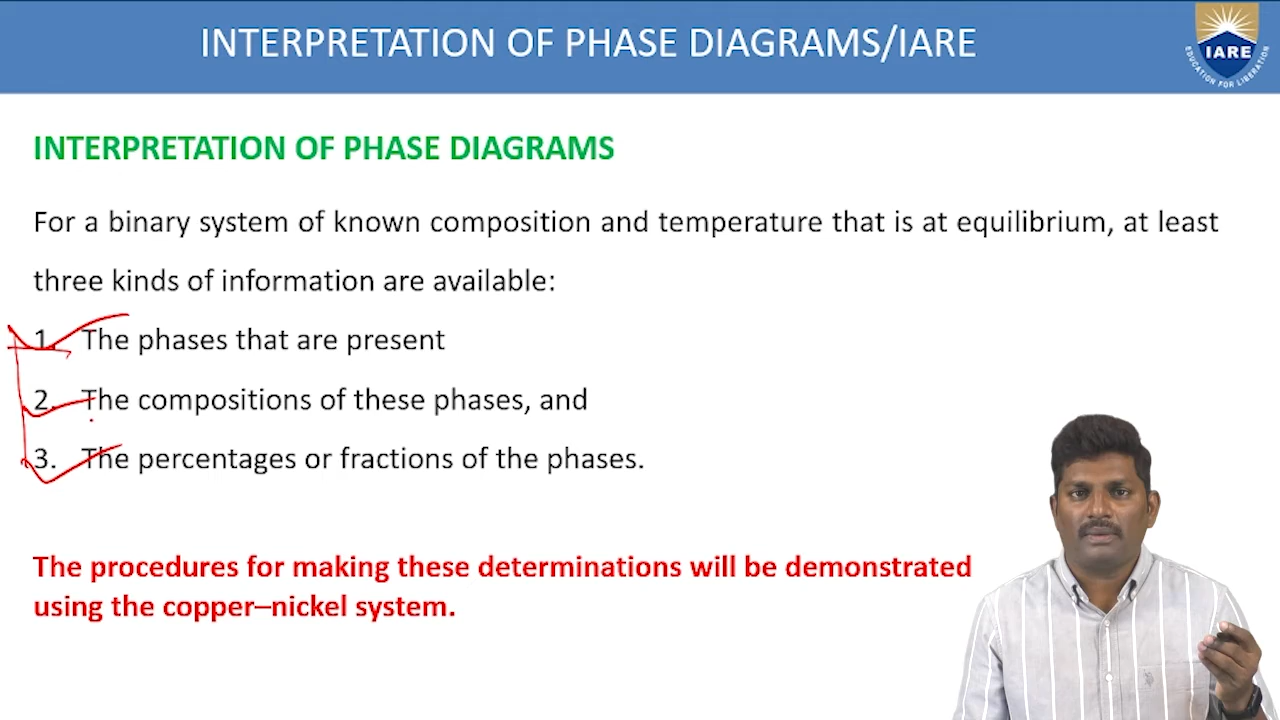 INTERPRETATION OF PHASE DIAGRAMS/IARE
IARE
EDUCATION FOR LIBERATION
INTERPRETATION OF PHASE DIAGRAMS
For a binary system of known composition and temperature that is at equilibrium, at least
three kinds of information are available:
1. The phases that are present
2. The compositions of these phases, and
3. The percentages or fractions of the phases.
The procedures for making these determinations will be demonstrated
using the copper–nickel system.